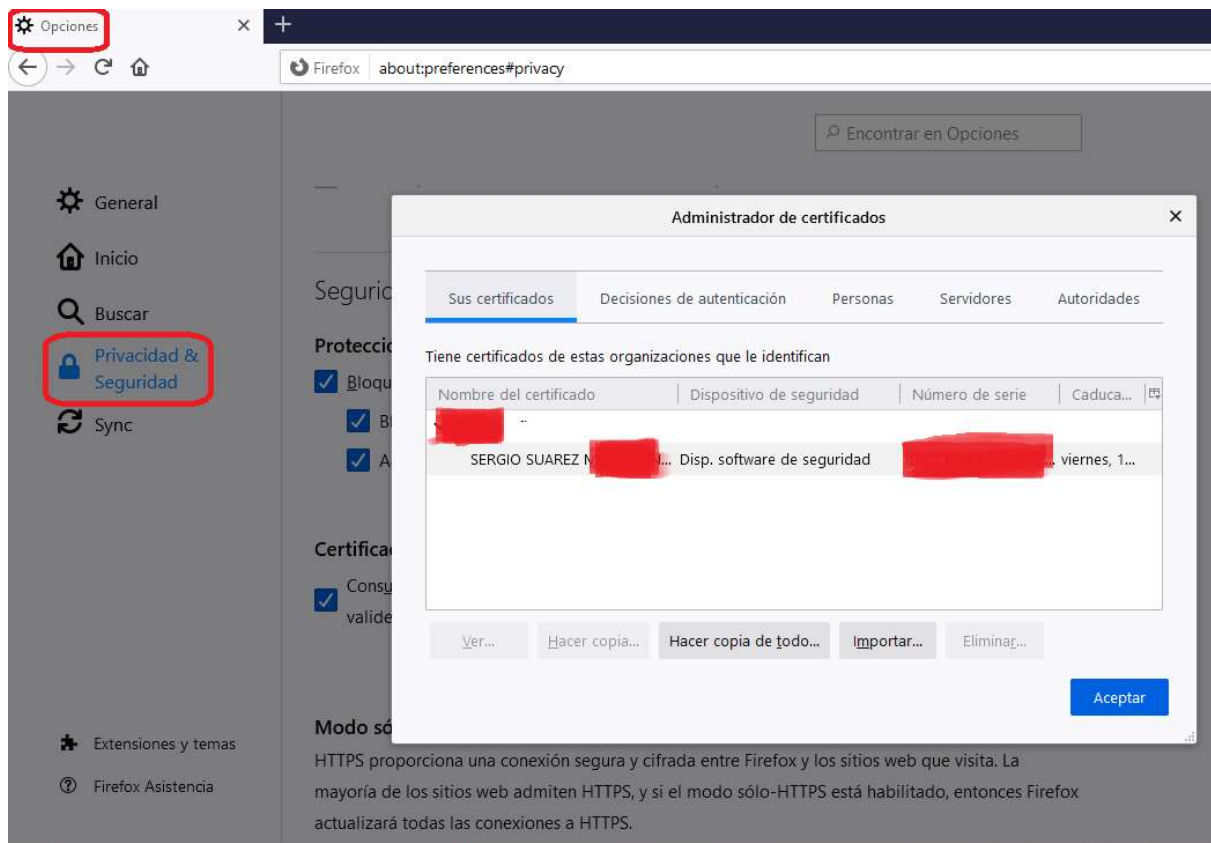 Opciones
Firefox about:preferences#privacy
Encontrar en Opciones
General
Inicio
Buscar
Privacidad &
Seguridad
Sync
Extensiones y temas
Firefox Asistencia
Seguric
Protecció
Bloqu
B
A
Certifica
Consu
valide
Modo só
HTTPS proporciona una conexión segura y cifrada entre Firefox y los sitios web que visita. La
mayoría de los sitios web admiten HTTPS, y si el modo sólo-HTTPS está habilitado, entonces Firefox
actualizará todas las conexiones a HTTPS.
Administrador de certificados
Sus certificados Decisiones de autenticación Personas Servidores Autoridades
Tiene certificados de estas organizaciones que le identifican
Nombre del certificado Dispositivo de seguridad Número de serie Caduca...
SERGIO SUAREZ Disp. software de seguridad viernes, 1...
Ver... Hacer copia... Hacer copia de todo... Importar... Eliminar...
Aceptar